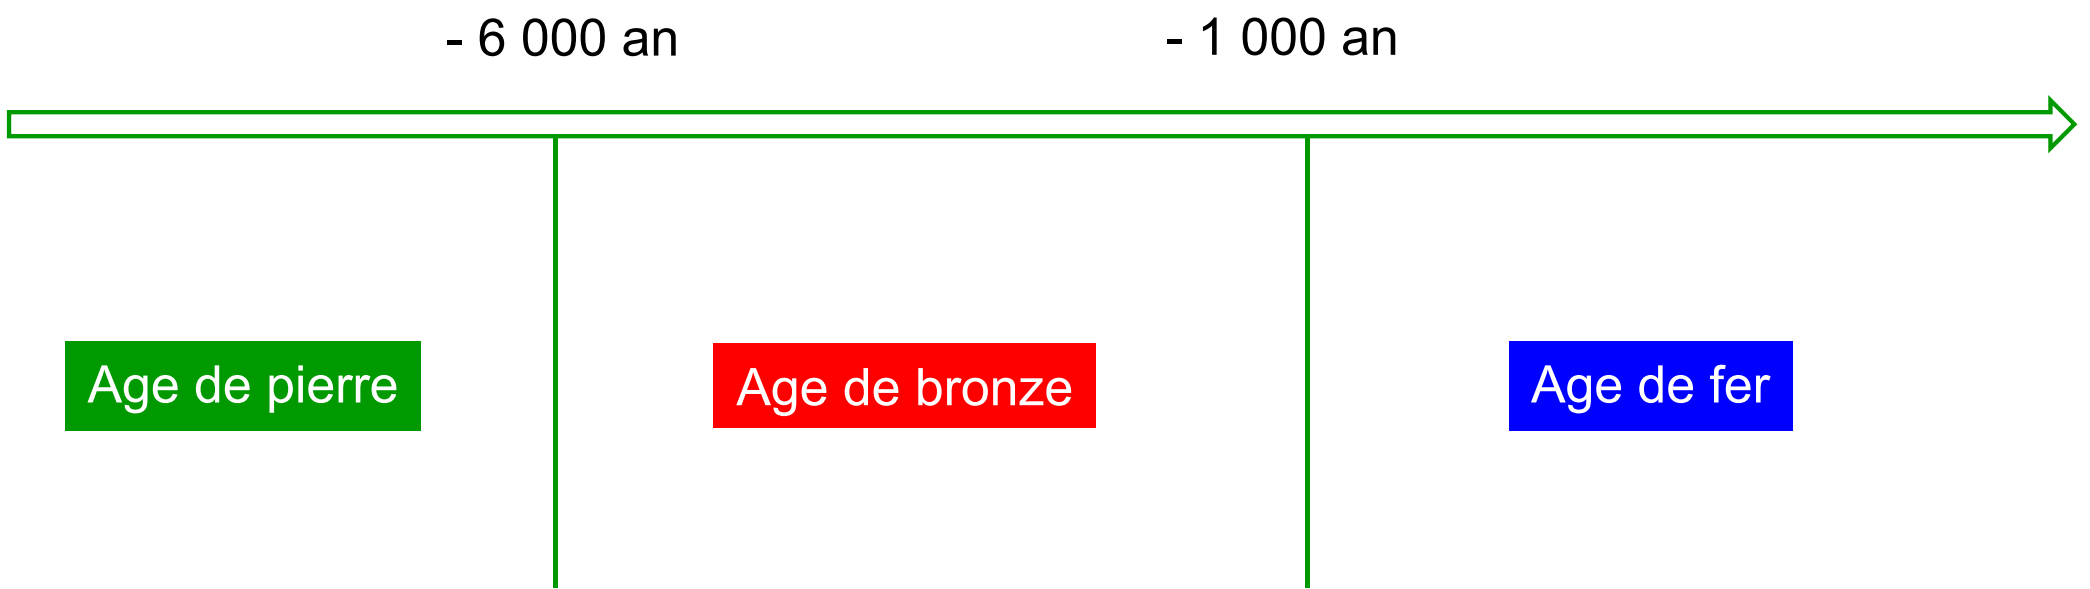 - 6 000 an
- 1 000 an
Age de pierre
Age de bronze
Age de fer